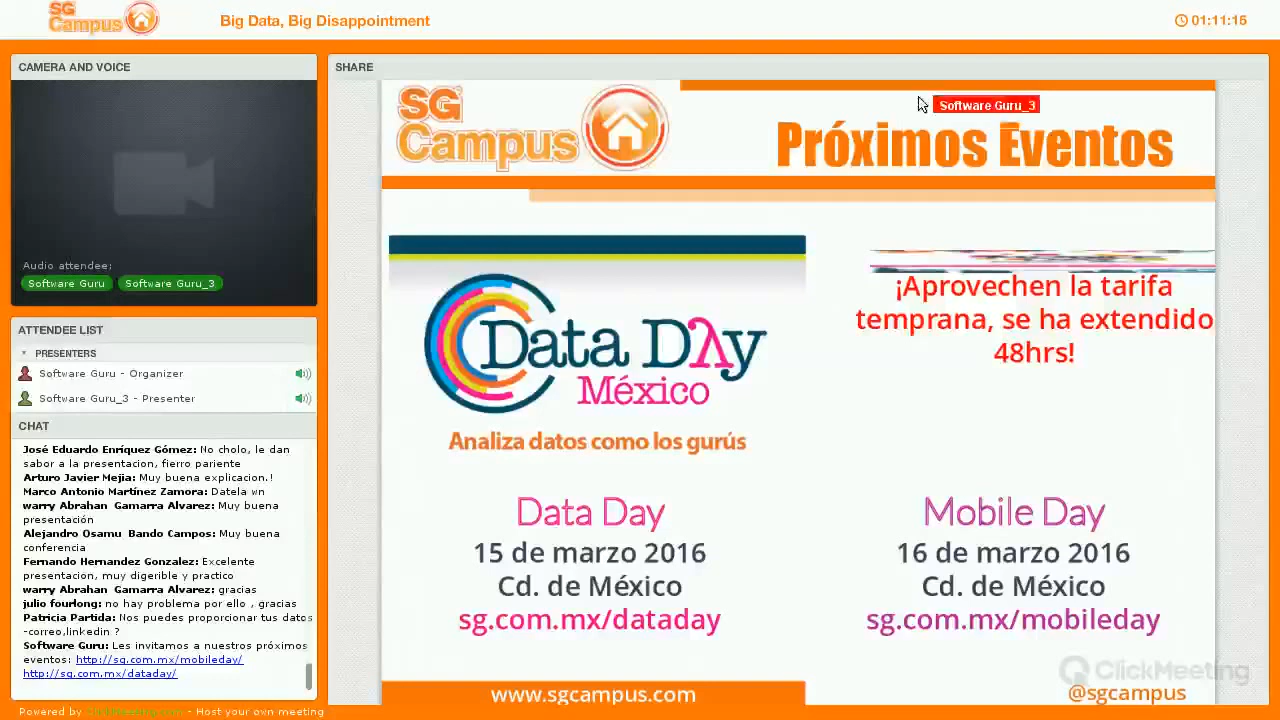 SG Campus
Big Data, Big Disappointment
01:11:15
CAMERA AND VOICE
Audio attendee:
Software Guru
Software Guru_3
ATTENDEE LIST
PRESENTERS
Software Guru - Organizer
Software Guru_3 - Presenter
CHAT
José Eduardo Enríquez Gómez: No cholo, le dan
sabor a la presentacion, fierro pariente
Arturo Javier Mejia: Muy buena explicacion.!
Marco Antonio Martínez Zamora: Datela wn
warry Abrahan Gamarra Alvarez: Muy buena
presentación
Alejandro Osamu Bando Campos: Muy buena
conferencia
Fernando Hernandez Gonzalez: Excelente
presentación, muy digerible y practico
warry Abrahan Gamarra Alvarez: gracias
julio fourlong: no hay problema por ello , gracias
Patricia Partida: Nos puedes proporcionar tus datos
-correo,linkedin ?
Software Guru: Les invitamos a nuestros próximos
eventos: http://sg.com.mx/mobileday/
http://sg.com.mx/dataday/
Powered by ClickMeeting.com - Host your own meeting
SHARE
SG
Campus
Software Guru_3
Próximos Eventos
Data Day
México
Analiza datos como los gurús
Data Day
15 de marzo 2016
Cd. de México
sg.com.mx/dataday
¡Aprovechen la tarifa
temprana, se ha extendido
48hrs!
Mobile Day
16 de marzo 2016
Cd. de México
sg.com.mx/mobileday
ClickMeeting
www.sgcampus.com
@sgcampus